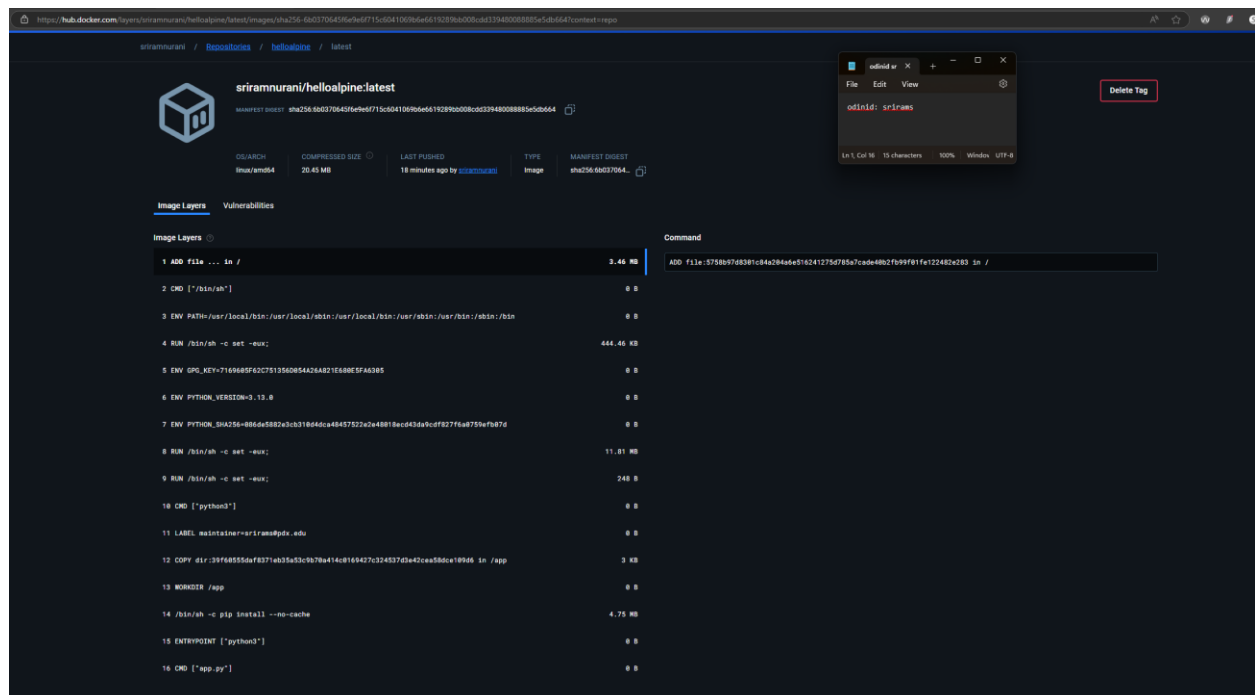 https://hub.docker.com/layers/sriramnurani/helloalpine/latest/images/sha256-6b0370645f6e9e6f715c6041069b6e6619289bb008cdd339480088885e5db664?context=repo
sriramnurani / Repositories / helloalpine / latest
sriramnurani/helloalpine:latest
MANIFEST DIGEST sha256:6b0370645f6e9e6f715c6041069b6e6619289bb008cdd339480088885e5db664
Delete Tag
OS/ARCH COMPRESSED SIZE LAST PUSHED TYPE MANIFEST DIGEST
linux/amd64 20.45 MB 18 minutes ago by sriramnurani Image sha256:6b037064...
odinid sr
File Edit View
odinid: srirams
Ln 1, Col 16 15 characters 100% Window UTF-8
Image Layers Vulnerabilities
Image Layers
1 ADD file ... in / 3.46 MB
2 CMD ["/bin/sh"] 0 B
3 ENV PATH=/usr/local/bin:/usr/local/sbin:/usr/local/bin:/usr/sbin:/usr/bin:/sbin:/bin 0 B
4 RUN /bin/sh -c set -eux; 444.46 KB
5 ENV GPG_KEY=7169605F62C751356D054A26A821E680E5FA6305 0 B
6 ENV PYTHON_VERSION=3.13.0 0 B
7 ENV PYTHON_SHA256=086de5882e3cb310d4dca48457522e2e48018ecd43da9cdf827f6a0759efb07d 0 B
8 RUN /bin/sh -c set -eux; 11.81 MB
9 RUN /bin/sh -c set -eux; 248 B
10 CMD ["python3"] 0 B
11 LABEL maintainer=srirams@pdx.edu 0 B
12 COPY dir:39f60555daf8371eb35a53c9b70a414c0169427c324537d3e42cea58dce109d6 in /app 3 KB
13 WORKDIR /app 0 B
14 /bin/sh -c pip install --no-cache 4.75 MB
15 ENTRYPOINT ["python3"] 0 B
16 CMD ["app.py"] 0 B
Command
ADD file:5758b97d8301c84a204a6e516241275d785a7cade40b2fb99f01fe122482e283 in /